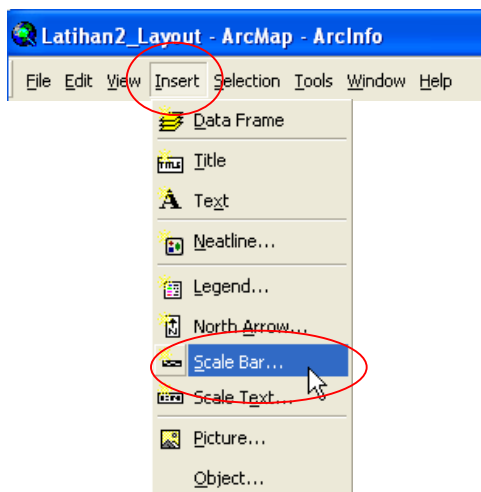 Latihan2_Layout - ArcMap - ArcInfo
File Edit View Insert Selection Tools Window Help
Data Frame
Title
Text
Neatline...
Legend...
North Arrow...
Scale Bar...
Scale Text...
Picture...
Object...